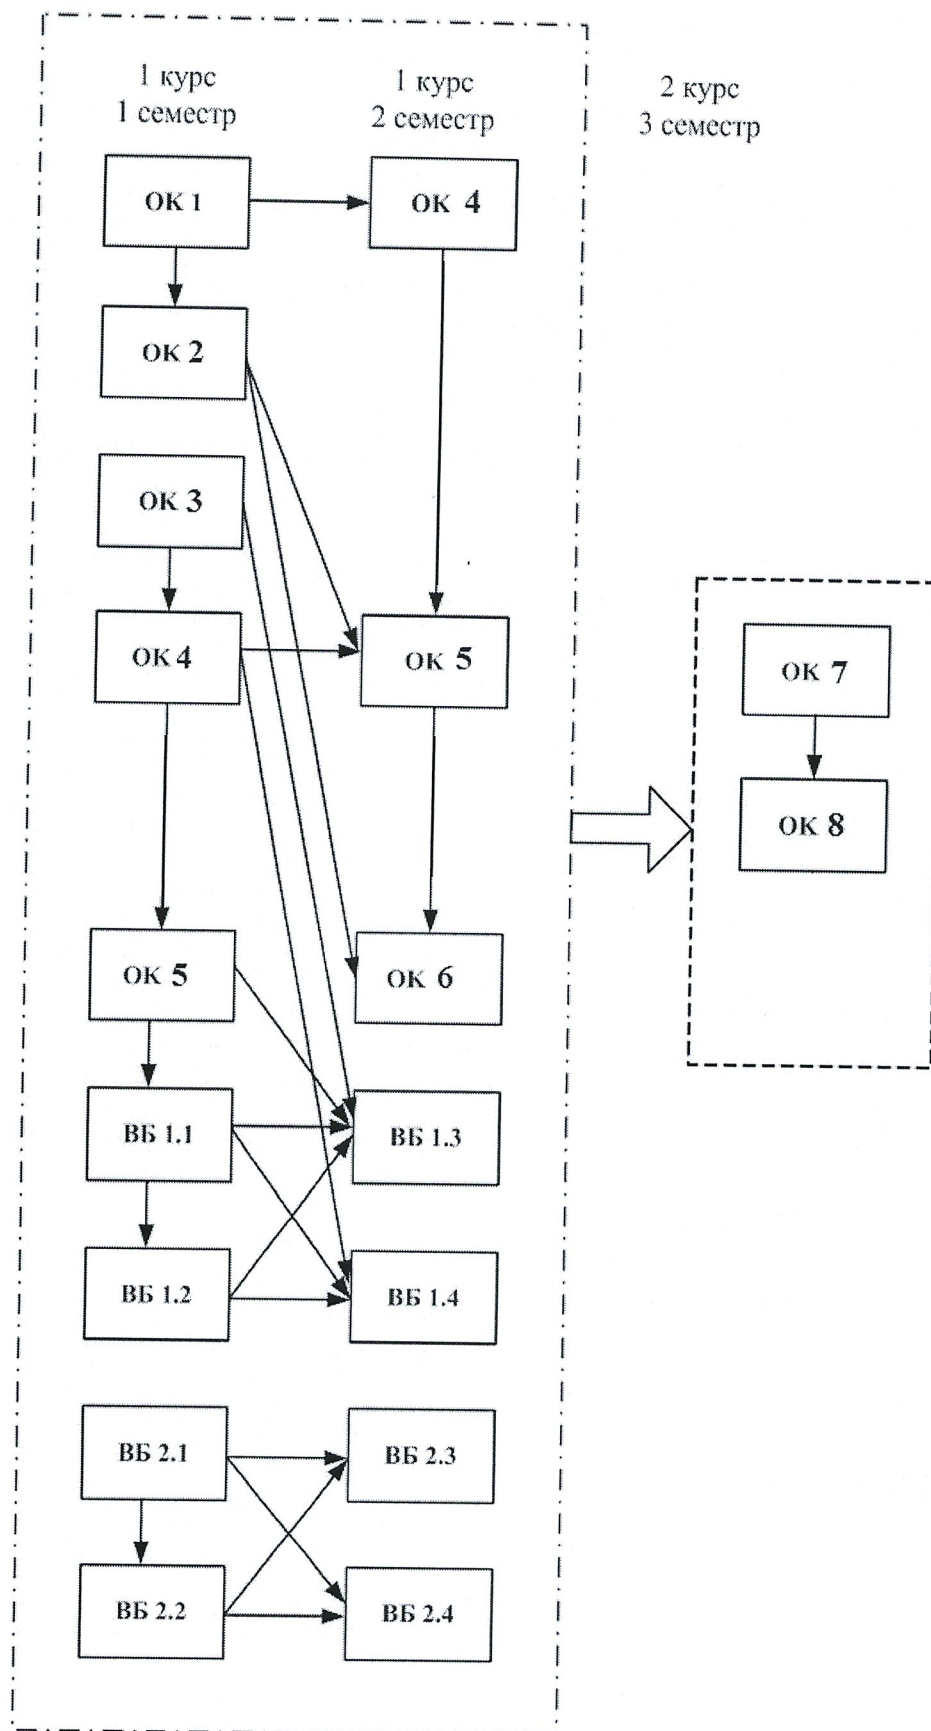 1 курс
1 семестр
1 курс
2 семестр
2 курс
3 семестр
ОК 1
ОК 4
ОК 2
ОК 3
ОК 4
ОК 5
ОК 7
ОК 8
ОК 5
ОК 6
ВБ 1.1
ВБ 1.3
ВБ 1.2
ВБ 1.4
ВБ 2.1
ВБ 2.3
ВБ 2.2
ВБ 2.4